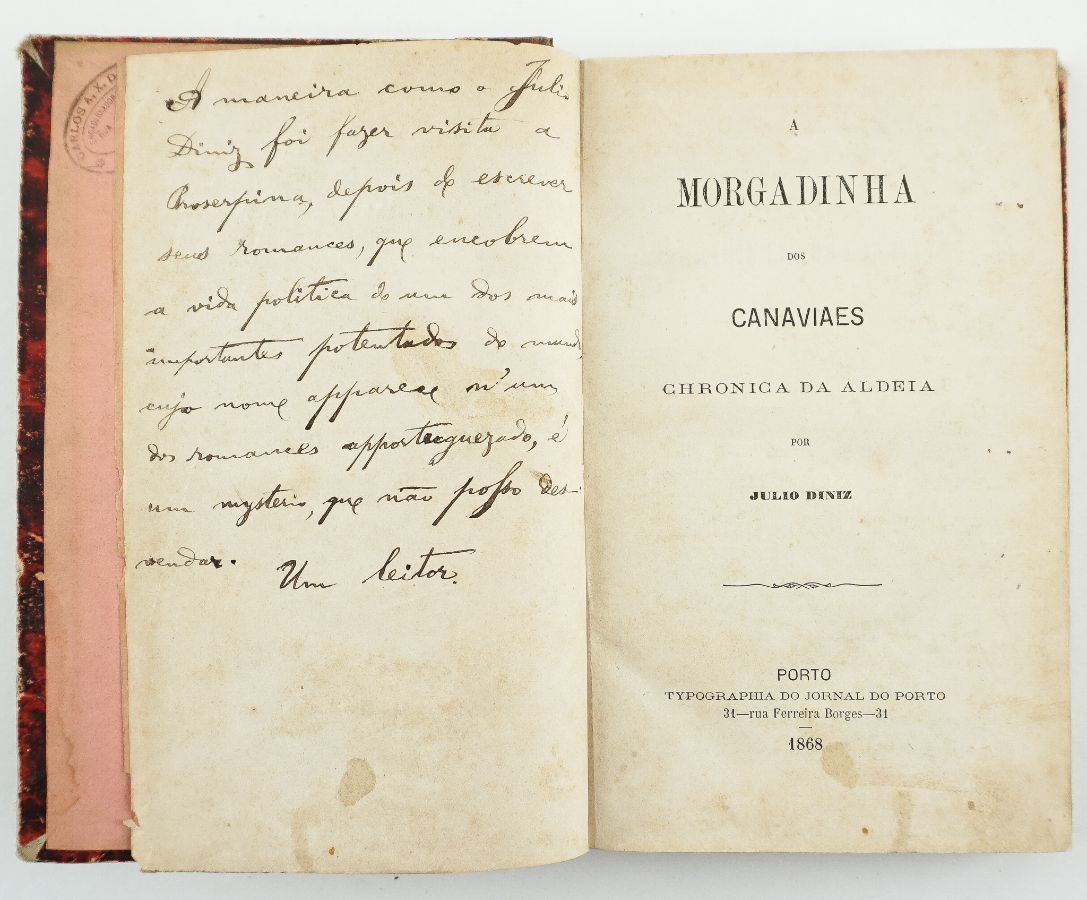 CARLOS A. X. D
A maneira como o Julio
Diniz foi fazer visita a
Proserpina, depois de escrever
seus romances, que encobrem
a vida politica de um dos mais
importantes potentados do mundo,
cujo nome apparece n'um
dos romances apportuguezado, é
um mysterio, que não posso des-
vendar.
Um leitor.
A
MORGADINHA
DOS
CANAVIAES
CHRONICA DA ALDEIA
POR
JULIO DINIZ
PORTO
TYPOGRAPHIA DO JORNAL DO PORTO
31—rua Ferreira Borges—31
1868